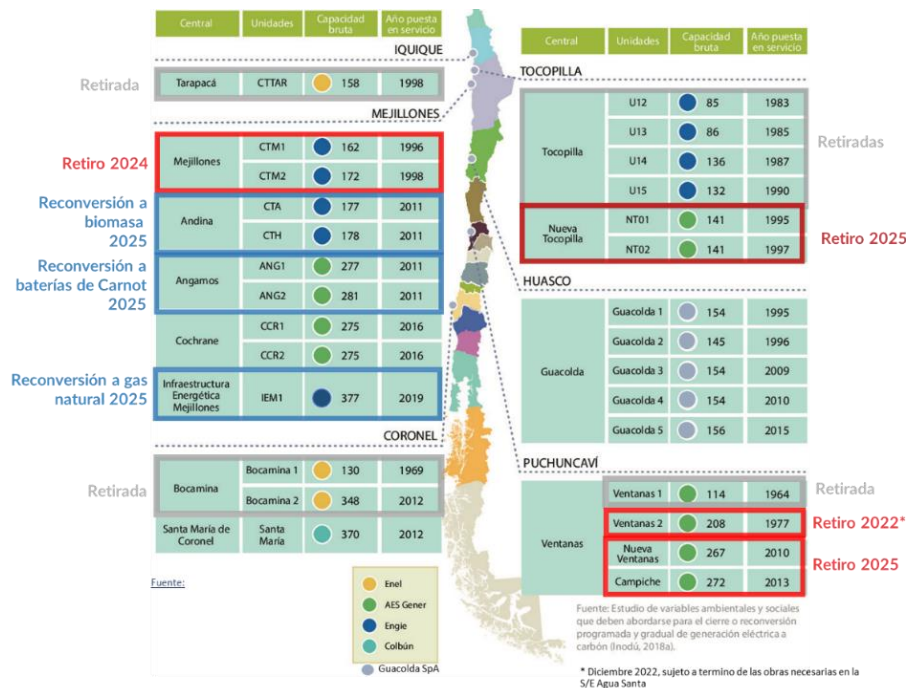 Central Unidades Capacidad bruta Año puesta en servicio
IQUIQUE
Retirada
Tarapacá CTTAR 158 1998
MEJILLONES
Retiro 2024
Mejillones
CTM1 162 1996
CTM2 172 1998
Reconversión a
biomasa
2025
Andina
CTA 177 2011
CTH 178 2011
Reconversión a
baterías de Carnot
2025
Angamos
ANG1 277 2011
ANG2 281 2011
Cochrane
CCR1 275 2016
CCR2 275 2016
Reconversión a gas
natural 2025
Infraestructura
Energética
Mejillones
IEM1 377 2019
CORONEL
Retirada
Bocamina
Bocamina 1 130 1969
Bocamina 2 348 2012
Santa María de
Coronel
Santa
María
370 2012
Fuente:
Enel
AES Gener
Engie
Colbún
Guacolda SpA
Central Unidades Capacidad bruta Año puesta en servicio
TOCOPILLA
Tocopilla
U12 85 1983
U13 86 1985
U14 136 1987
U15 132 1990
Retiradas
Nueva
Tocopilla
NT01 141 1995
NT02 141 1997
Retiro 2025
HUASCO
Guacolda
Guacolda 1 154 1995
Guacolda 2 145 1996
Guacolda 3 154 2009
Guacolda 4 154 2010
Guacolda 5 156 2015
PUCHUNCAVÍ
Ventanas
Ventanas 1 114 1964
Retirada
Ventanas 2 208 1977
Retiro 2022*
Nueva
Ventanas
267 2010
Campiche 272 2013
Retiro 2025
Fuente: Estudio de variables ambientales y sociales
que deben abordarse para el cierre o reconversión
programada y gradual de generación eléctrica a
carbón (Inodú, 2018a).
* Diciembre 2022, sujeto a termino de las obras necesarias en la
S/E Agua Santa